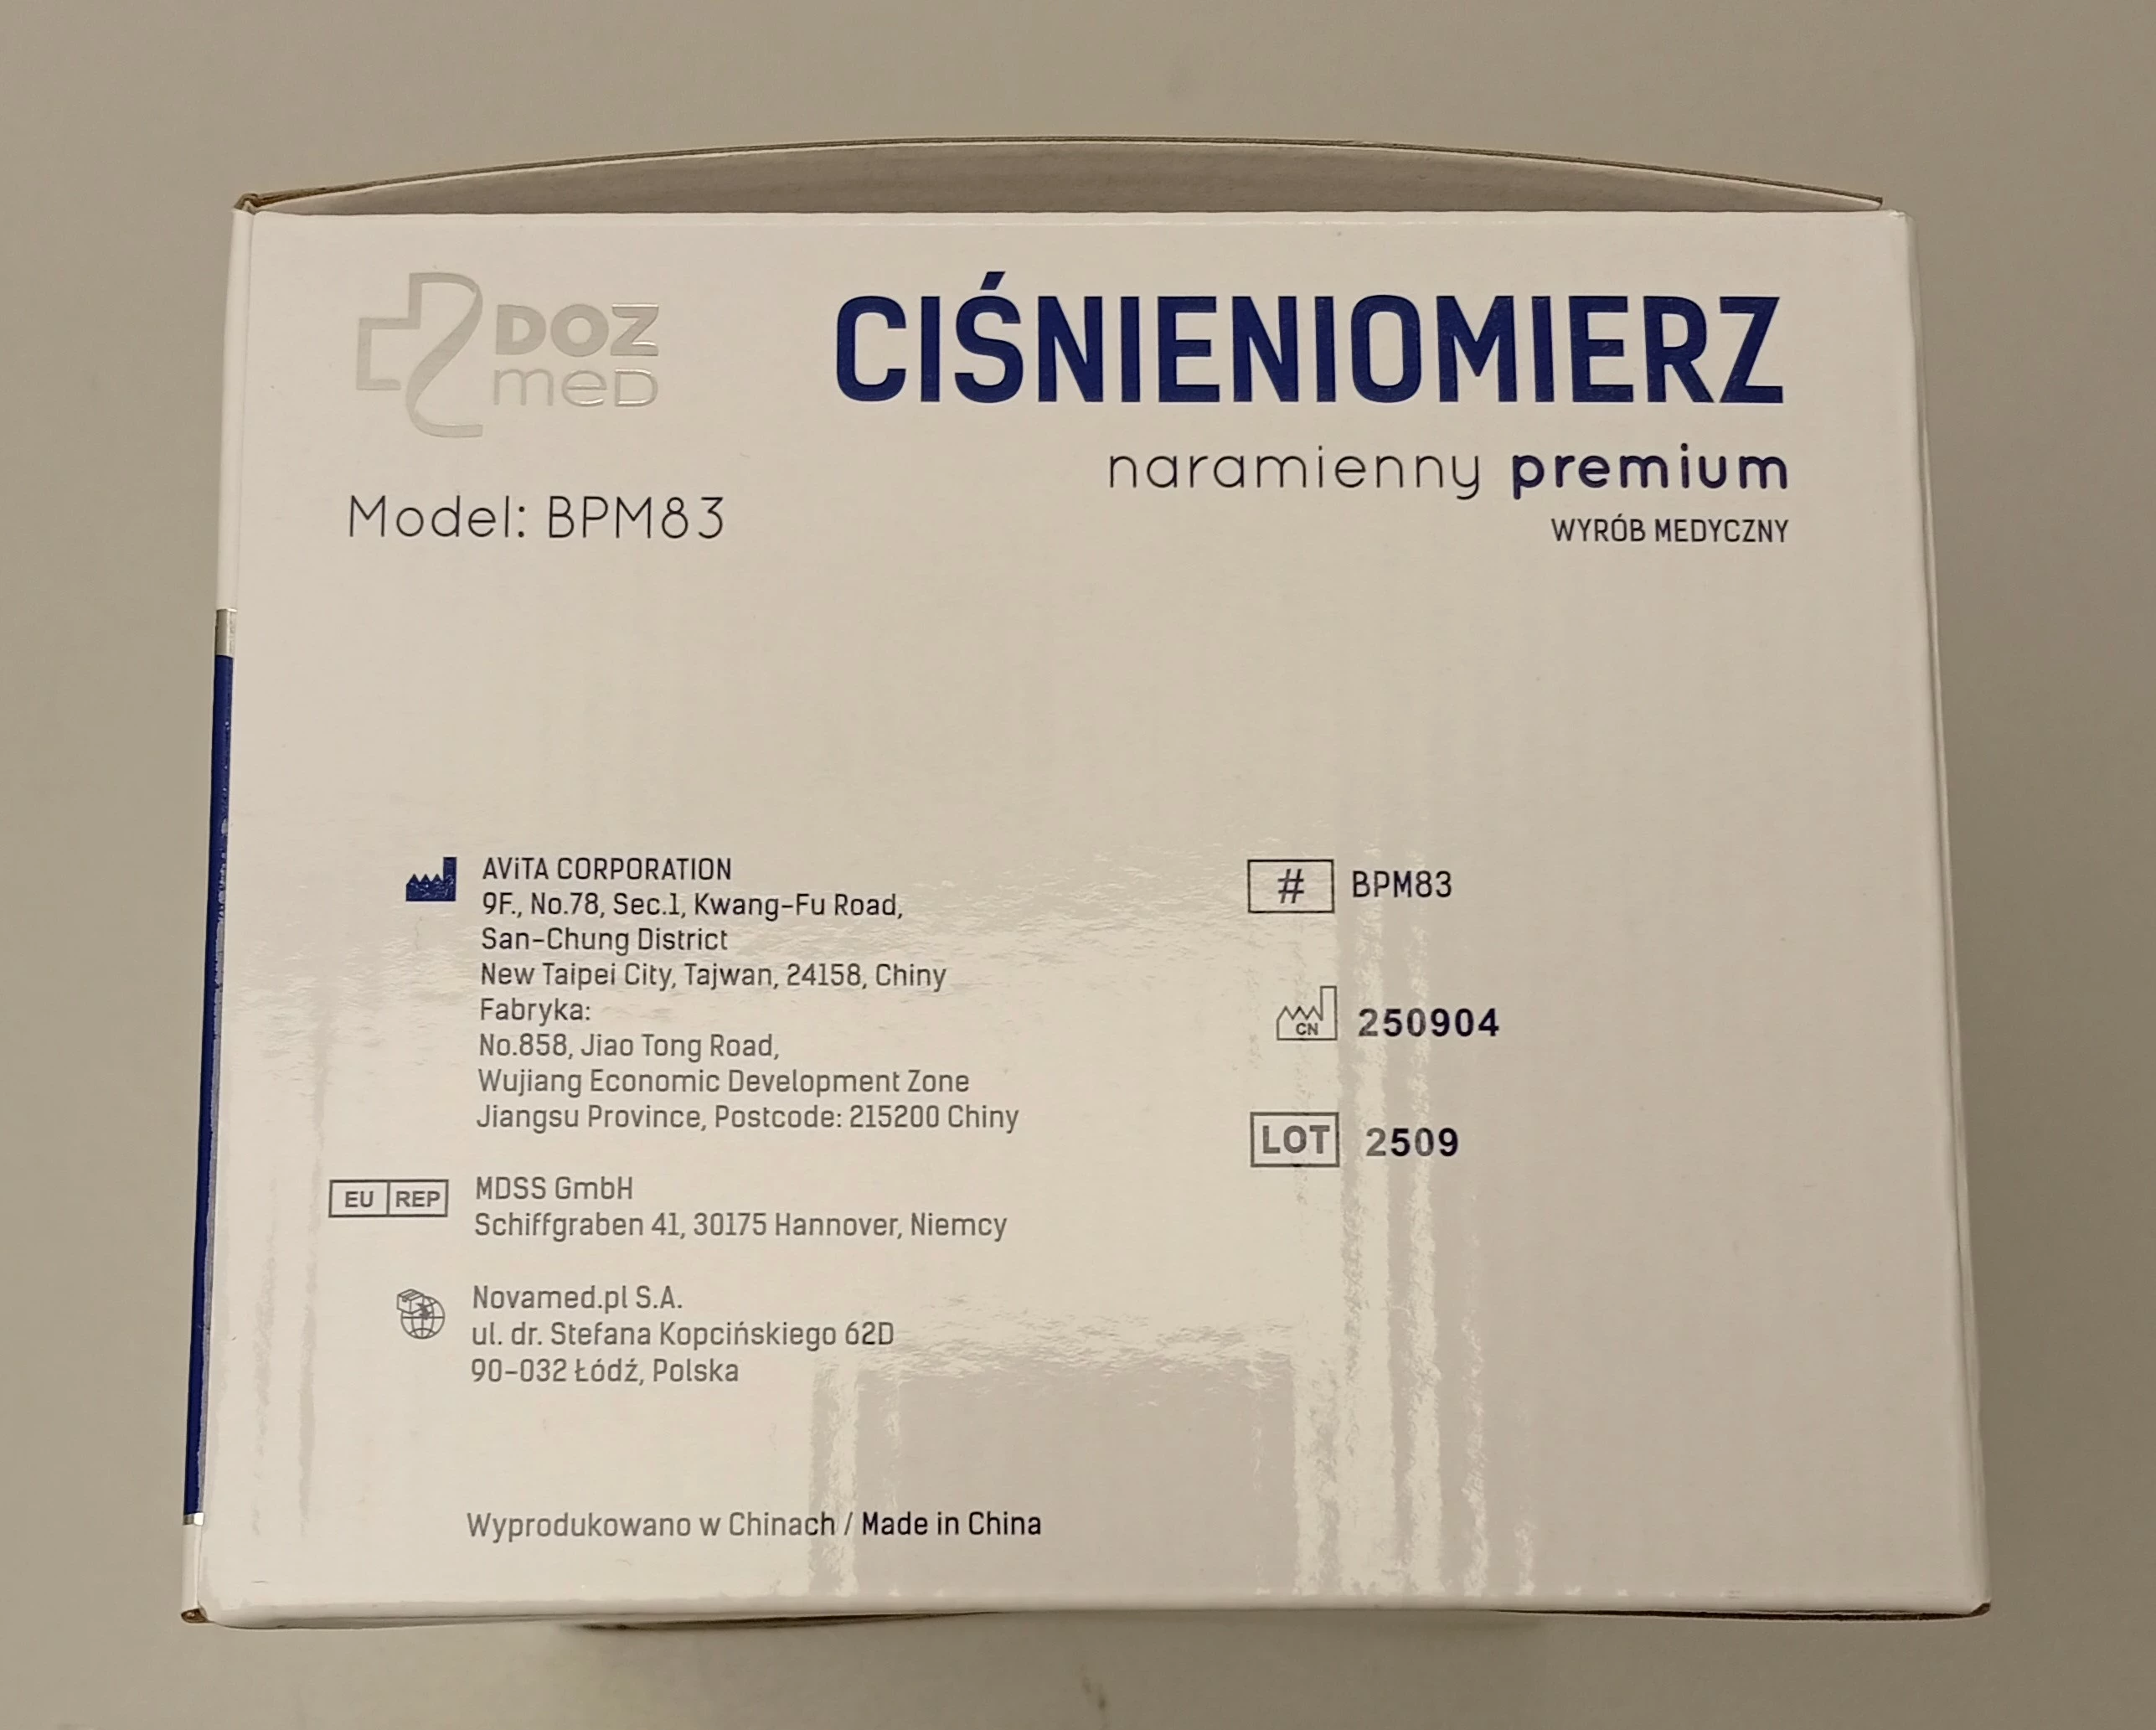 DOZ
med
CIŚNIENIOMIERZ
naramienny premium
WYRÓB MEDYCZNY
Model: BPM83
AViTA CORPORATION
9F., No.78, Sec.1, Kwang-Fu Road,
San-Chung District
New Taipei City, Tajwan, 24158, Chiny
Fabryka:
No.858, Jiao Tong Road,
Wujiang Economic Development Zone
Jiangsu Province, Postcode: 215200 Chiny
EU REP
MDSS GmbH
Schiffgraben 41, 30175 Hannover, Niemcy
Novamed.pl S.A.
ul. dr. Stefana Kopcińskiego 62D
90-032 Łódź, Polska
Wyprodukowano w Chinach / Made in China
# BPM83
CN 250904
LOT 2509